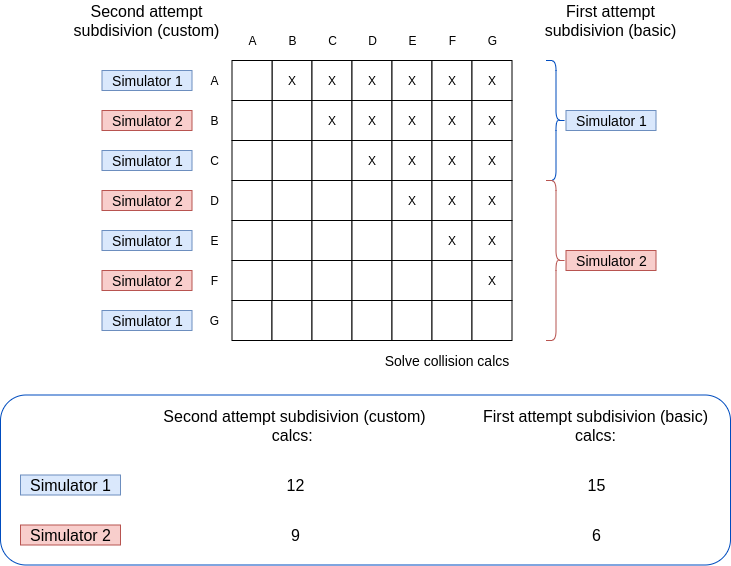 Second attempt
subdisivion (custom)
First attempt
subdisivion (basic)
A B C D E F G
Simulator 1 A X X X X X X
Simulator 2 B X X X X X
Simulator 1
Simulator 1 C X X X X
Simulator 2 D X X X
Simulator 1 E X X
Simulator 2
Simulator 2 F X
Simulator 1 G
Solve collision calcs
Second attempt subdisivion (custom)
calcs:
First attempt subdisivion (basic)
calcs:
Simulator 1 12 15
Simulator 2 9 6